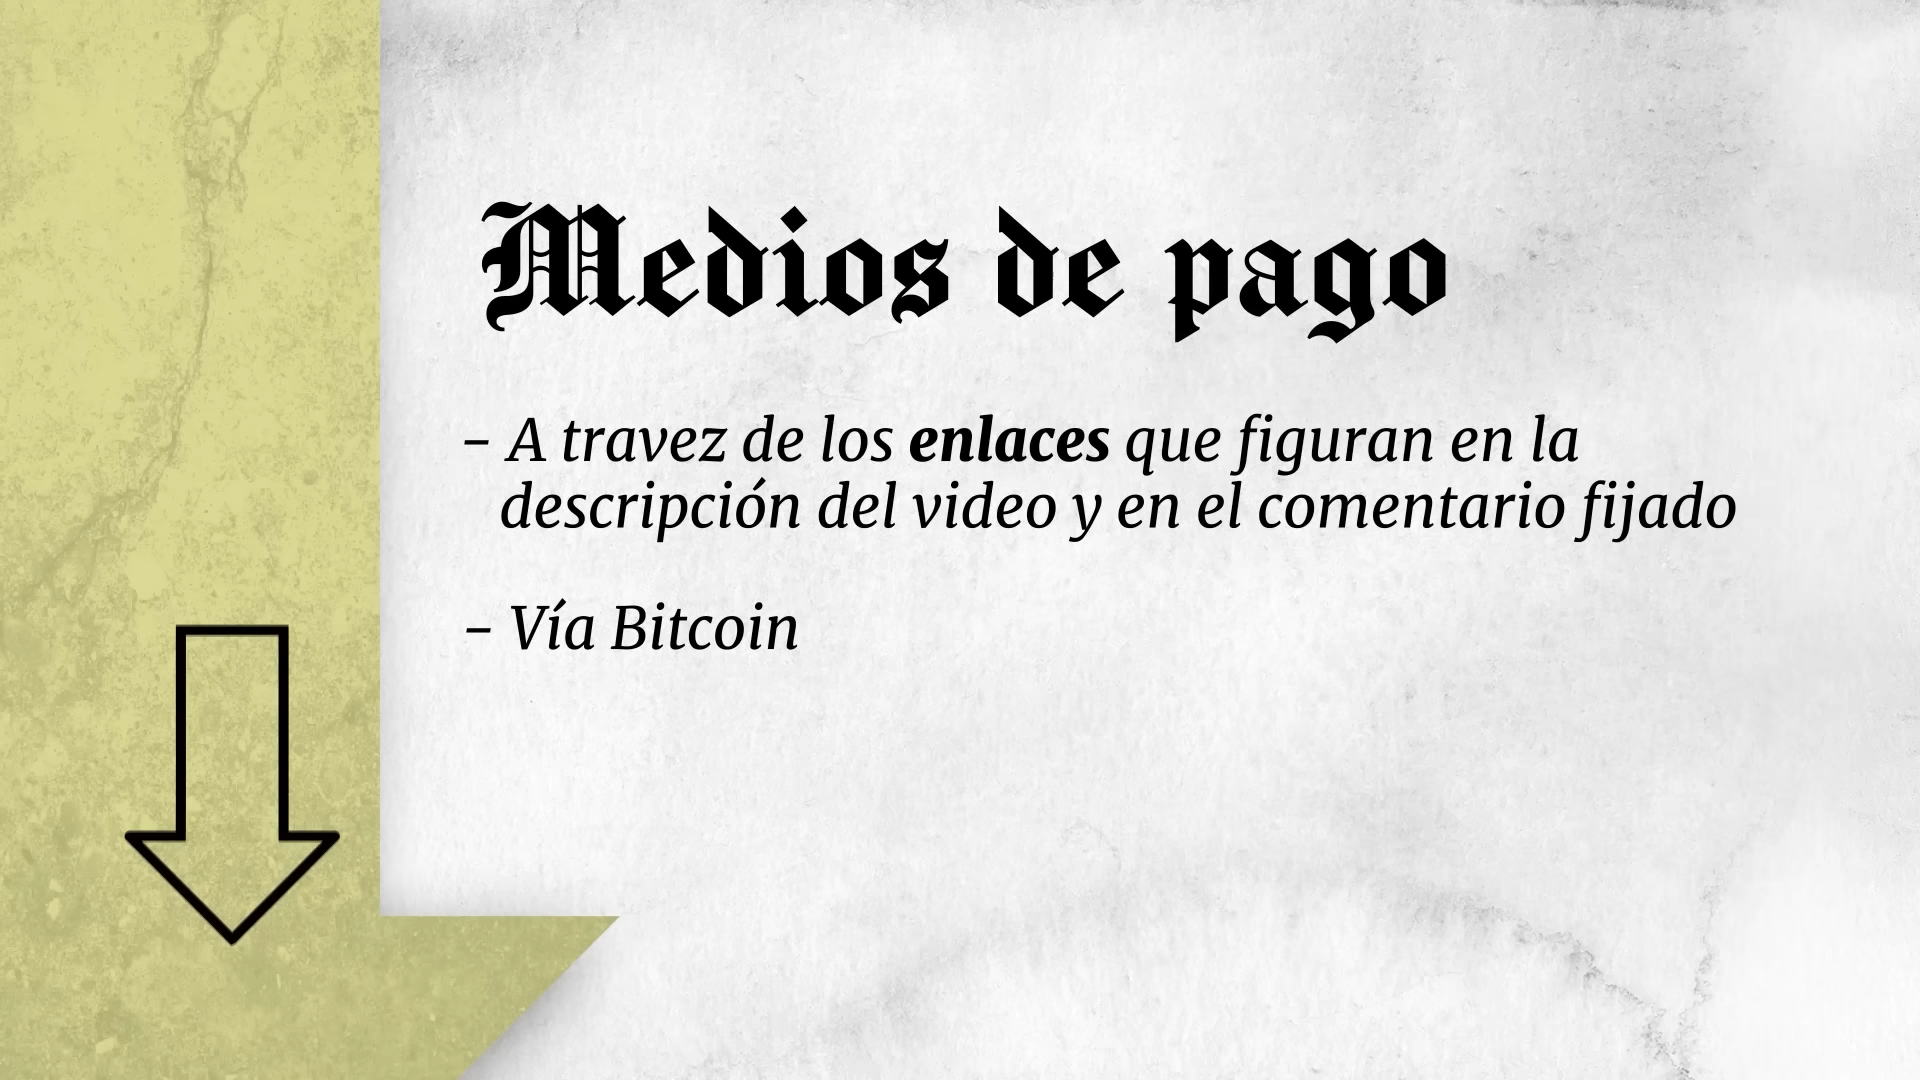 Medios de pago
- A travez de los enlaces que figuran en la
descripción del video y en el comentario fijado
- Vía Bitcoin